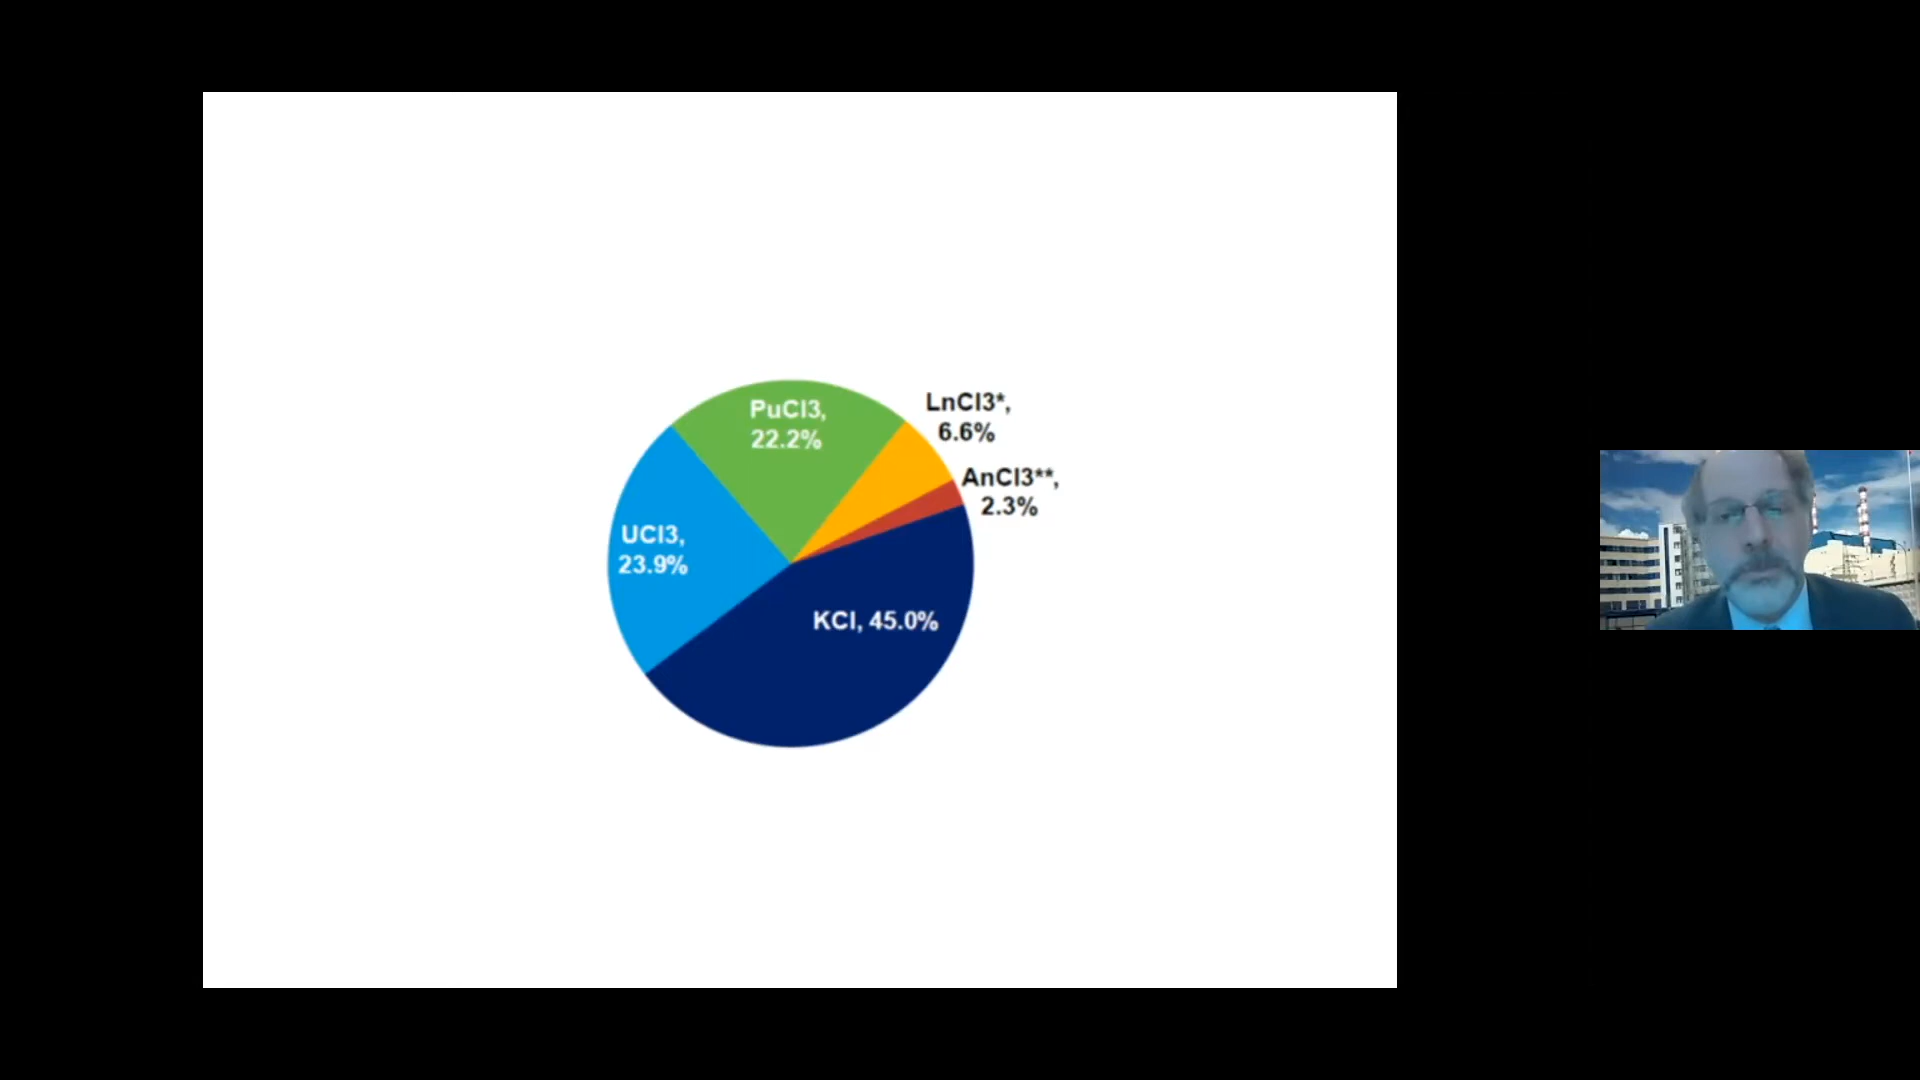 PuCl3,
22.2%
LnCl3*,
6.6%
AnCl3**,
2.3%
UCl3,
23.9%
KCl, 45.0%